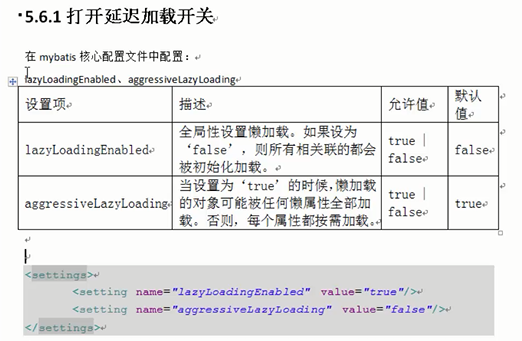 5.6.1 打开延迟加载开关
在 mybatis 核心配置文件中配置：
lazyLoadingEnabled、aggressiveLazyLoading
设置项 描述 允许值 默认值
lazyLoadingEnabled 全局性设置懒加载。如果设为‘false’，则所有相关联的都会被初始化加载。 true | false false
aggressiveLazyLoading 当设置为‘true’的时候，懒加载的对象可能被任何懒属性全部加载。否则，每个属性都按需加载。 true | false true
<settings>
<setting name="lazyLoadingEnabled" value="true"/>
<setting name="aggressiveLazyLoading" value="false"/>
</settings>